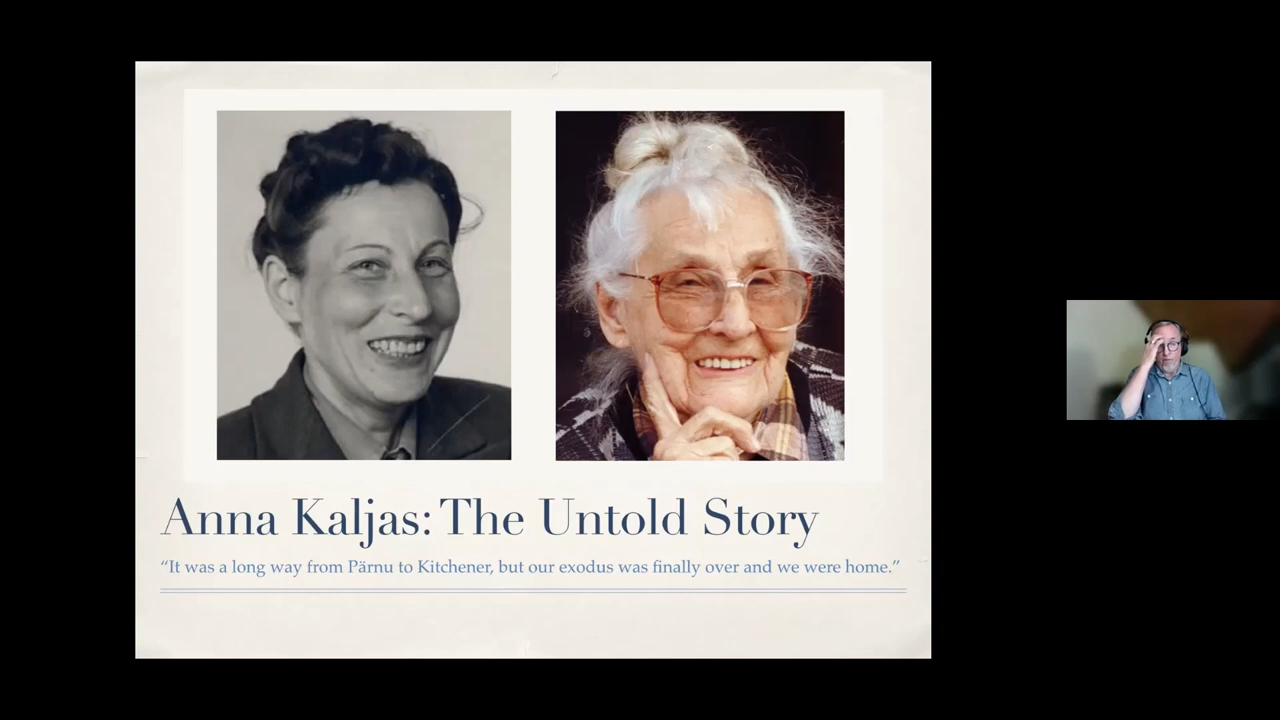 Anna Kaljas: The Untold Story
“It was a long way from Pärnu to Kitchener, but our exodus was finally over and we were home.”